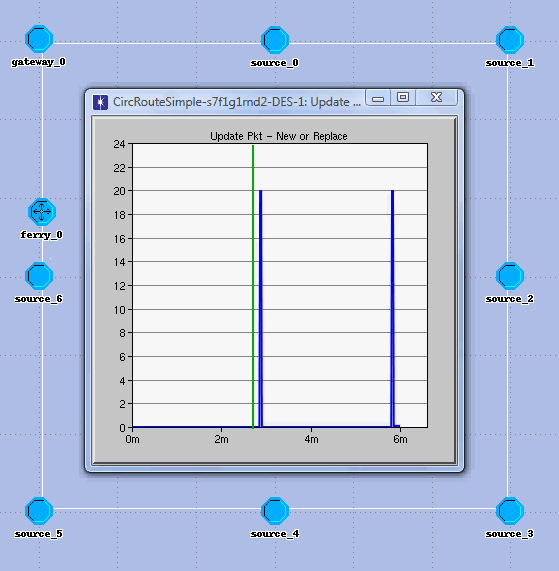 gateway_0
source_0
source_1
CircRouteSimple-s7f1g1rnd2-DES-1: Update ...
Update Pkt - New or Replace
24
22
20
18
16
14
12
10
8
6
4
2
0
0m 2m 4m 6m
ferry_0
source_6
source_2
source_5
source_4
source_3